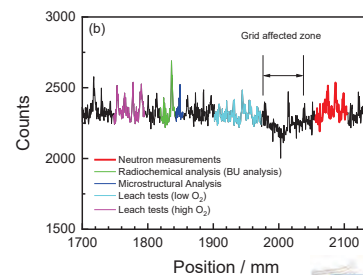 (b)
Grid affected zone
3000
2500
2250
1500
Counts
Neutron measurements
Radiochemical analysis (BU analysis)
Microstructural Analysis
Leach tests (low O₂)
Leach tests (high O₂)
1700 1800 1900 2000 2100
Position / mm